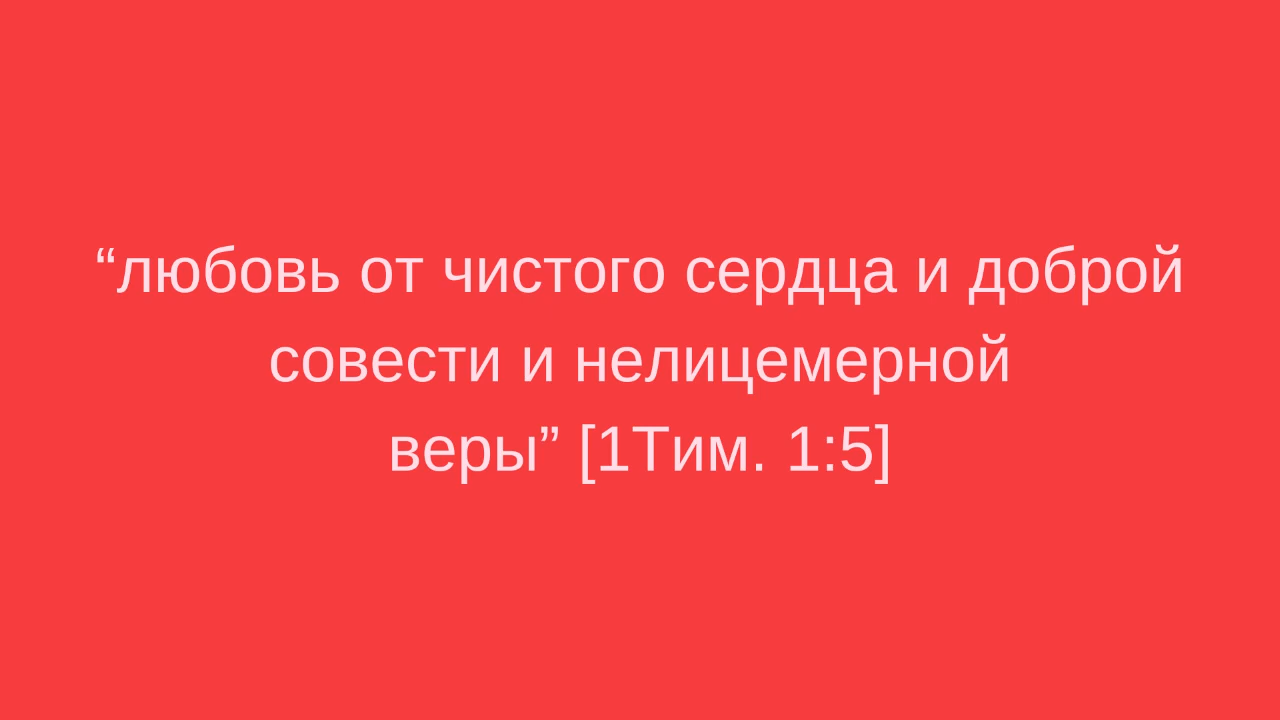 “любовь от чистого сердца и доброй
совести и нелицемерной
веры” [1Тим. 1:5]